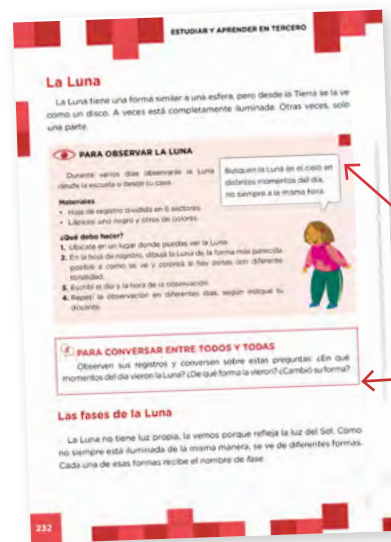 ESTUDIAR Y APRENDER EN TERCERO
La Luna
La Luna tiene una forma similar a una esfera, pero desde la Tierra se la ve
como un disco. A veces está completamente iluminada. Otras veces, solo
una parte.
PARA OBSERVAR LA LUNA
Durante varios días observarás la Luna
desde la escuela o desde tu casa.
Materiales
• Hoja de registro dividida en 6 sectores.
• Lápices: uno negro y otros de colores.
¿Qué debo hacer?
1. Ubicate en un lugar donde puedas ver la Luna.
2. En la hoja de registro, dibujá la Luna de la forma más parecida
posible a como se ve y coloreá si hay zonas con diferente
tonalidad.
3. Escribí el día y la hora de la observación.
4. Repetí la observación en diferentes días, según indique tu
docente.
Busquen la Luna en el cielo en
distintos momentos del día,
no siempre a la misma hora.
PARA CONVERSAR ENTRE TODOS Y TODAS
Observen sus registros y conversen sobre estas preguntas: ¿En qué
momentos del día vieron la Luna? ¿De qué forma la vieron? ¿Cambió su forma?
Las fases de la Luna
La Luna no tiene luz propia, la vemos porque refleja la luz del Sol. Como
no siempre está iluminada de la misma manera, se ve de diferentes formas.
Cada una de esas formas recibe el nombre de fase.
232